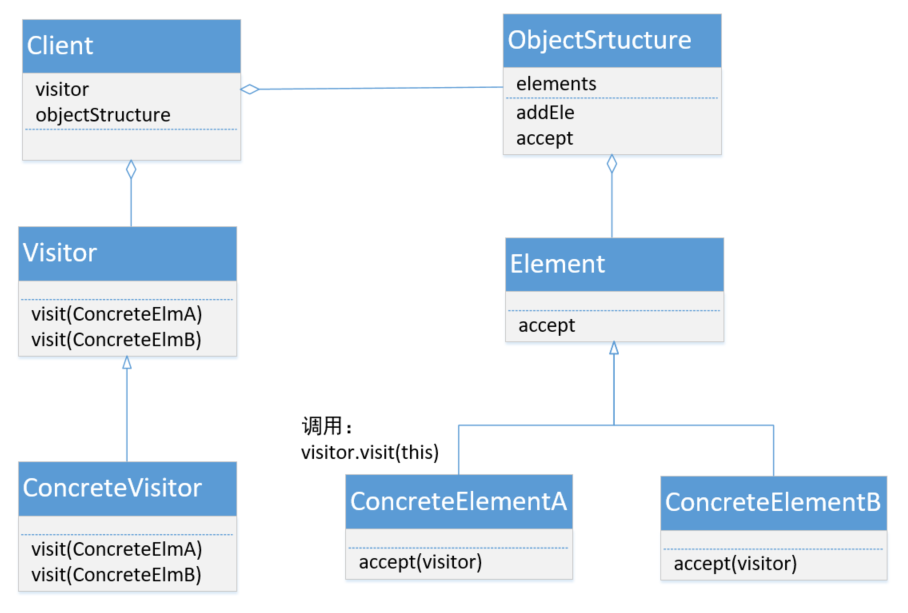 Client
visitor
objectStructure
ObjectSrtucture
elements
addEle
accept
Visitor
visit(ConcreteElmA)
visit(ConcreteElmB)
Element
accept
调用：
visitor.visit(this)
ConcreteVisitor
visit(ConcreteElmA)
visit(ConcreteElmB)
ConcreteElementA
accept(visitor)
ConcreteElementB
accept(visitor)